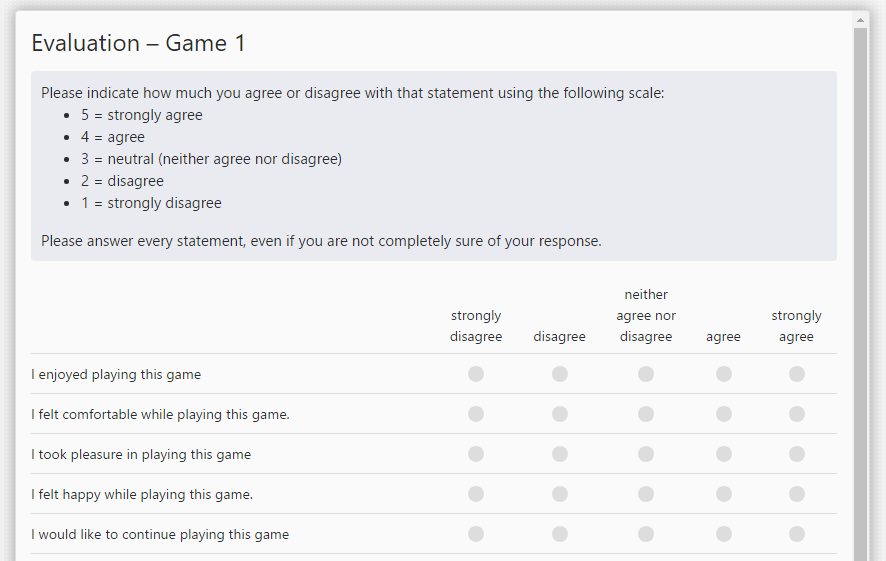 Evaluation – Game 1
Please indicate how much you agree or disagree with that statement using the following scale:
• 5 = strongly agree
• 4 = agree
• 3 = neutral (neither agree nor disagree)
• 2 = disagree
• 1 = strongly disagree
Please answer every statement, even if you are not completely sure of your response.
strongly disagree
disagree
neither agree nor disagree
agree
strongly agree
I enjoyed playing this game
I felt comfortable while playing this game.
I took pleasure in playing this game
I felt happy while playing this game.
I would like to continue playing this game